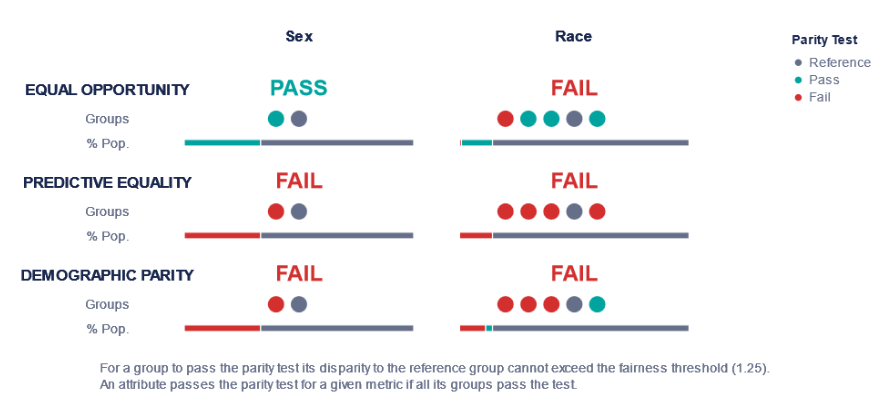 Sex Race
Parity Test
Reference
Pass
Fail
EQUAL OPPORTUNITY PASS FAIL
Groups
% Pop.
PREDICTIVE EQUALITY FAIL FAIL
Groups
% Pop.
DEMOGRAPHIC PARITY FAIL FAIL
Groups
% Pop.
For a group to pass the parity test its disparity to the reference group cannot exceed the fairness threshold (1.25).
An attribute passes the parity test for a given metric if all its groups pass the test.